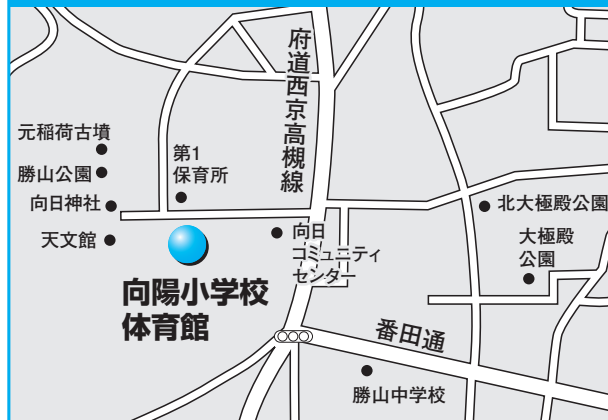 府道西京高槻線
元稲荷古墳
勝山公園
向日神社
天文館
第1
保育所
向日
コミュニティ
センター
北大極殿公園
大極殿
公園
向陽小学校
体育館
番田通
勝山中学校